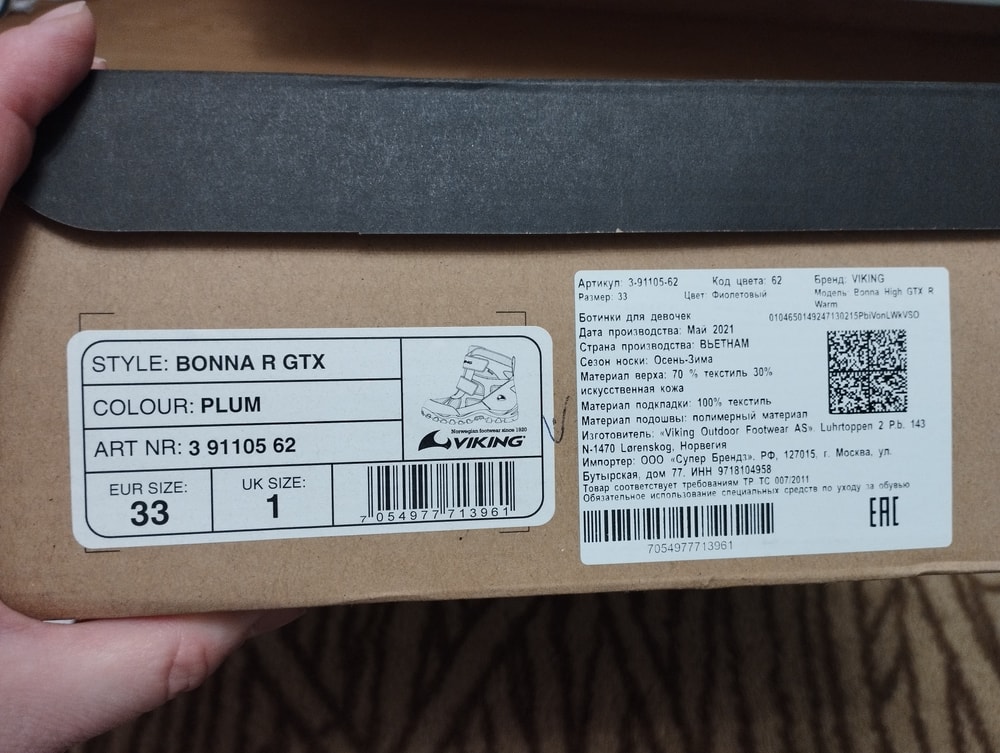 STYLE: BONNA R GTX
COLOUR: PLUM
ART NR: 3 91105 62
EUR SIZE:
33
UK SIZE:
1
Norwegian footwear since 1920
VIKING
7 054977 713961
Артикул: 3-91105-62 Код цвета: 62 Бренд: VIKING
Размер: 33 Цвет: Фиолетовый Модель: Bonna High GTX R
Warm
Ботинки для девочек 0104650149247130215PbiVonLWkVSO
Дата производства: Май 2021
Страна производства: ВЬЕТНАМ
Сезон носки: Осень-Зима
Материал верха: 70 % текстиль 30%
искусственная кожа
Материал подкладки: 100% текстиль
Материал подошвы: полимерный материал
Изготовитель: «Viking Outdoor Footwear AS». Luhrtoppen 2 P.b. 143
N-1470 Lørenskog, Норвегия
Импортер: ООО «Супер Брендз», РФ, 127015, г. Москва, ул.
Бутырская, дом 77, ИНН 9718104958
Товар соответствует требованиям ТР ТС 007/2011
Обязательное использование специальных средств по уходу за обувью
7054977713961
EAC